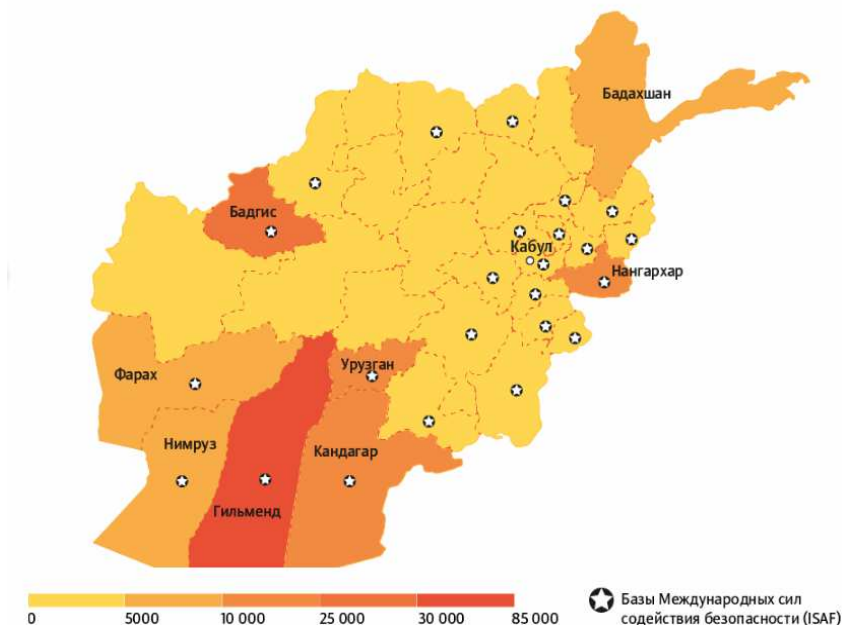 Бадахшан
Бадгис
Кабул
Нангархар
Урузган
Фарах
Нимруз
Кандагар
Гильменд
0 5000 10 000 25 000 30 000 85 000
Базы Международных сил
содействия безопасности (ISAF)